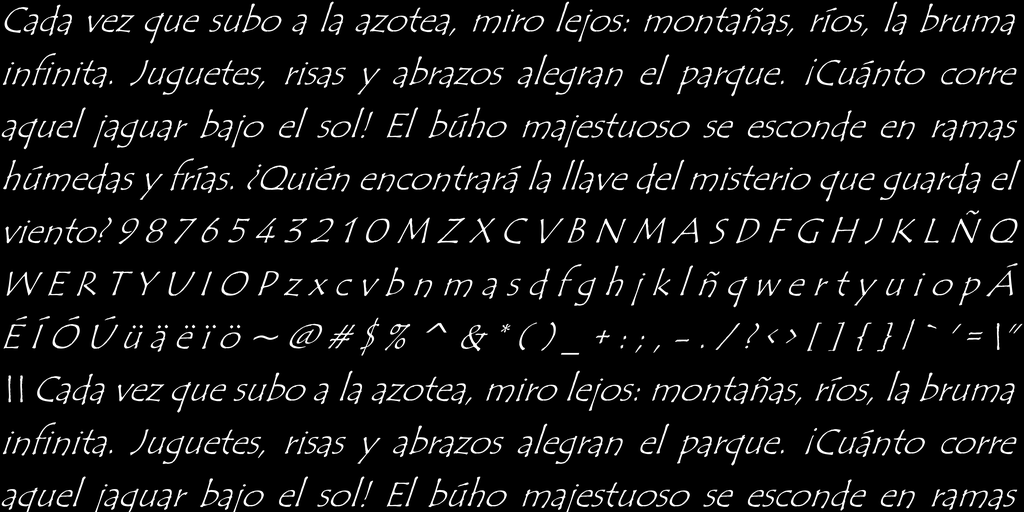 Cada vez que subo a la azotea, miro lejos: montañas, ríos, la bruma
infinita. Juguetes, risas y abrazos alegran el parque. ¡Cuánto corre
aquel jaguar bajo el sol! El búho majestuoso se esconde en ramas
húmedas y frías. ¿Quién encontrará la llave del misterio que guarda el
viento? 9 8 7 6 5 4 3 2 1 0 M Z X C V B N M A S D F G H J K L Ñ Q
W E R T Y U I O P z x c v b n m a s d f g h j k l ñ q w e r t y u i o p Á
É Í Ó Ú ü ä ë ï ö ~ @ # $ % ^ & * ( ) _ + : ; , - . / ? < > [ ] { } | ` ' = \ "
\\ Cada vez que subo a la azotea, miro lejos: montañas, ríos, la bruma
infinita. Juguetes, risas y abrazos alegran el parque. ¡Cuánto corre
aquel jaguar bajo el sol! El búho majestuoso se esconde en ramas